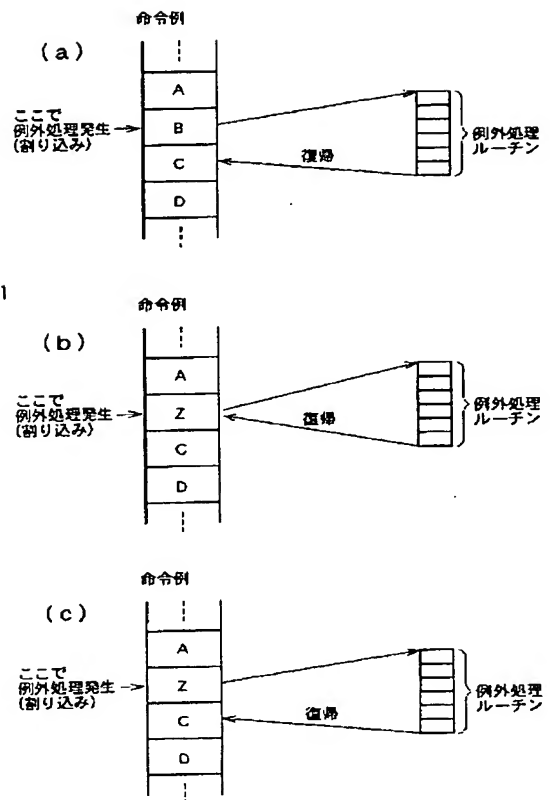 命令例
(a)
A
B
C
D
ここで
例外処理発生
(割り込み)
復帰
例外処理
ルーチン
1
命令例
(b)
A
Z
C
D
ここで
例外処理発生
(割り込み)
復帰
例外処理
ルーチン
命令例
(c)
A
Z
C
D
ここで
例外処理発生
(割り込み)
復帰
例外処理
ルーチン